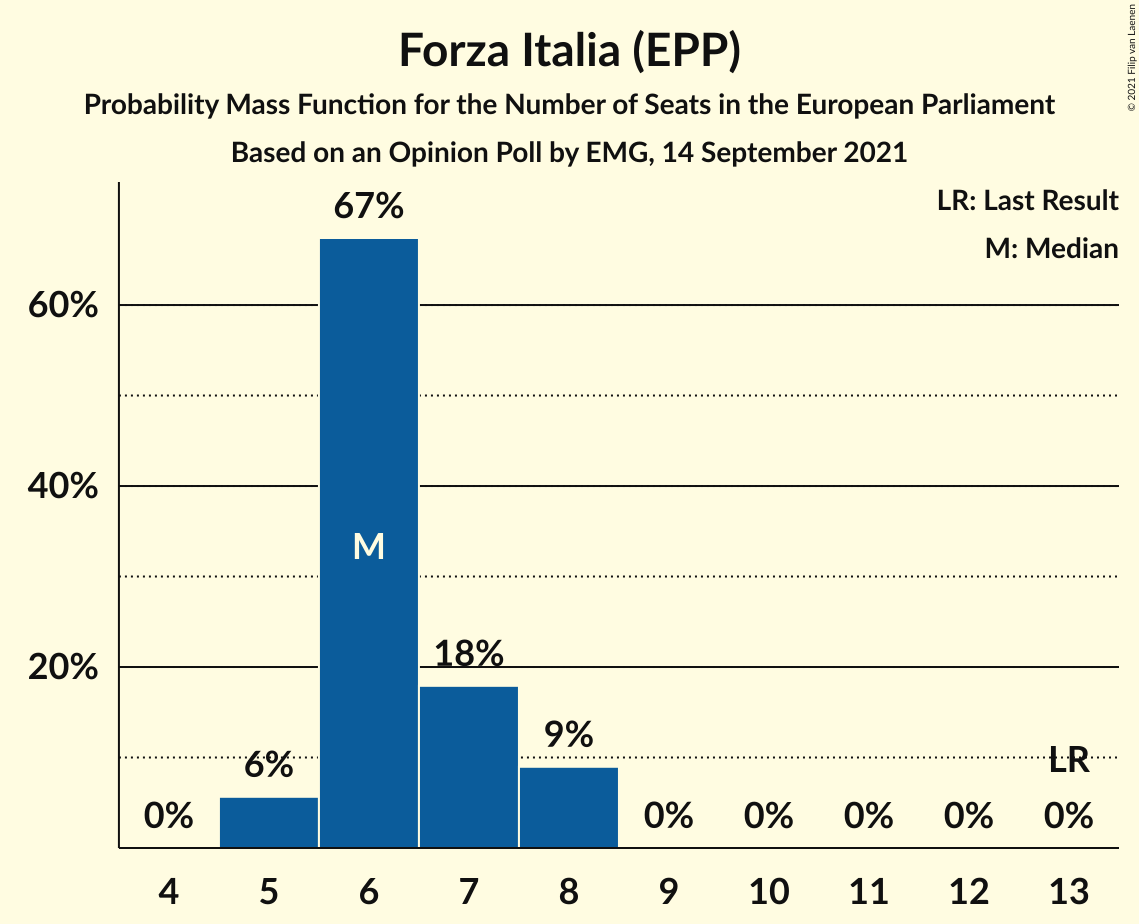 Forza Italia (EPP)
Probability Mass Function for the Number of Seats in the European Parliament
Based on an Opinion Poll by EMG, 14 September 2021
© 2021 Filip van Laenen
LR: Last Result
M: Median
67%
60%
40%
M
20%
18%
9%
6%
LR
0%
0%
0%
0%
0%
0%
4 5 6 7 8 9 10 11 12 13